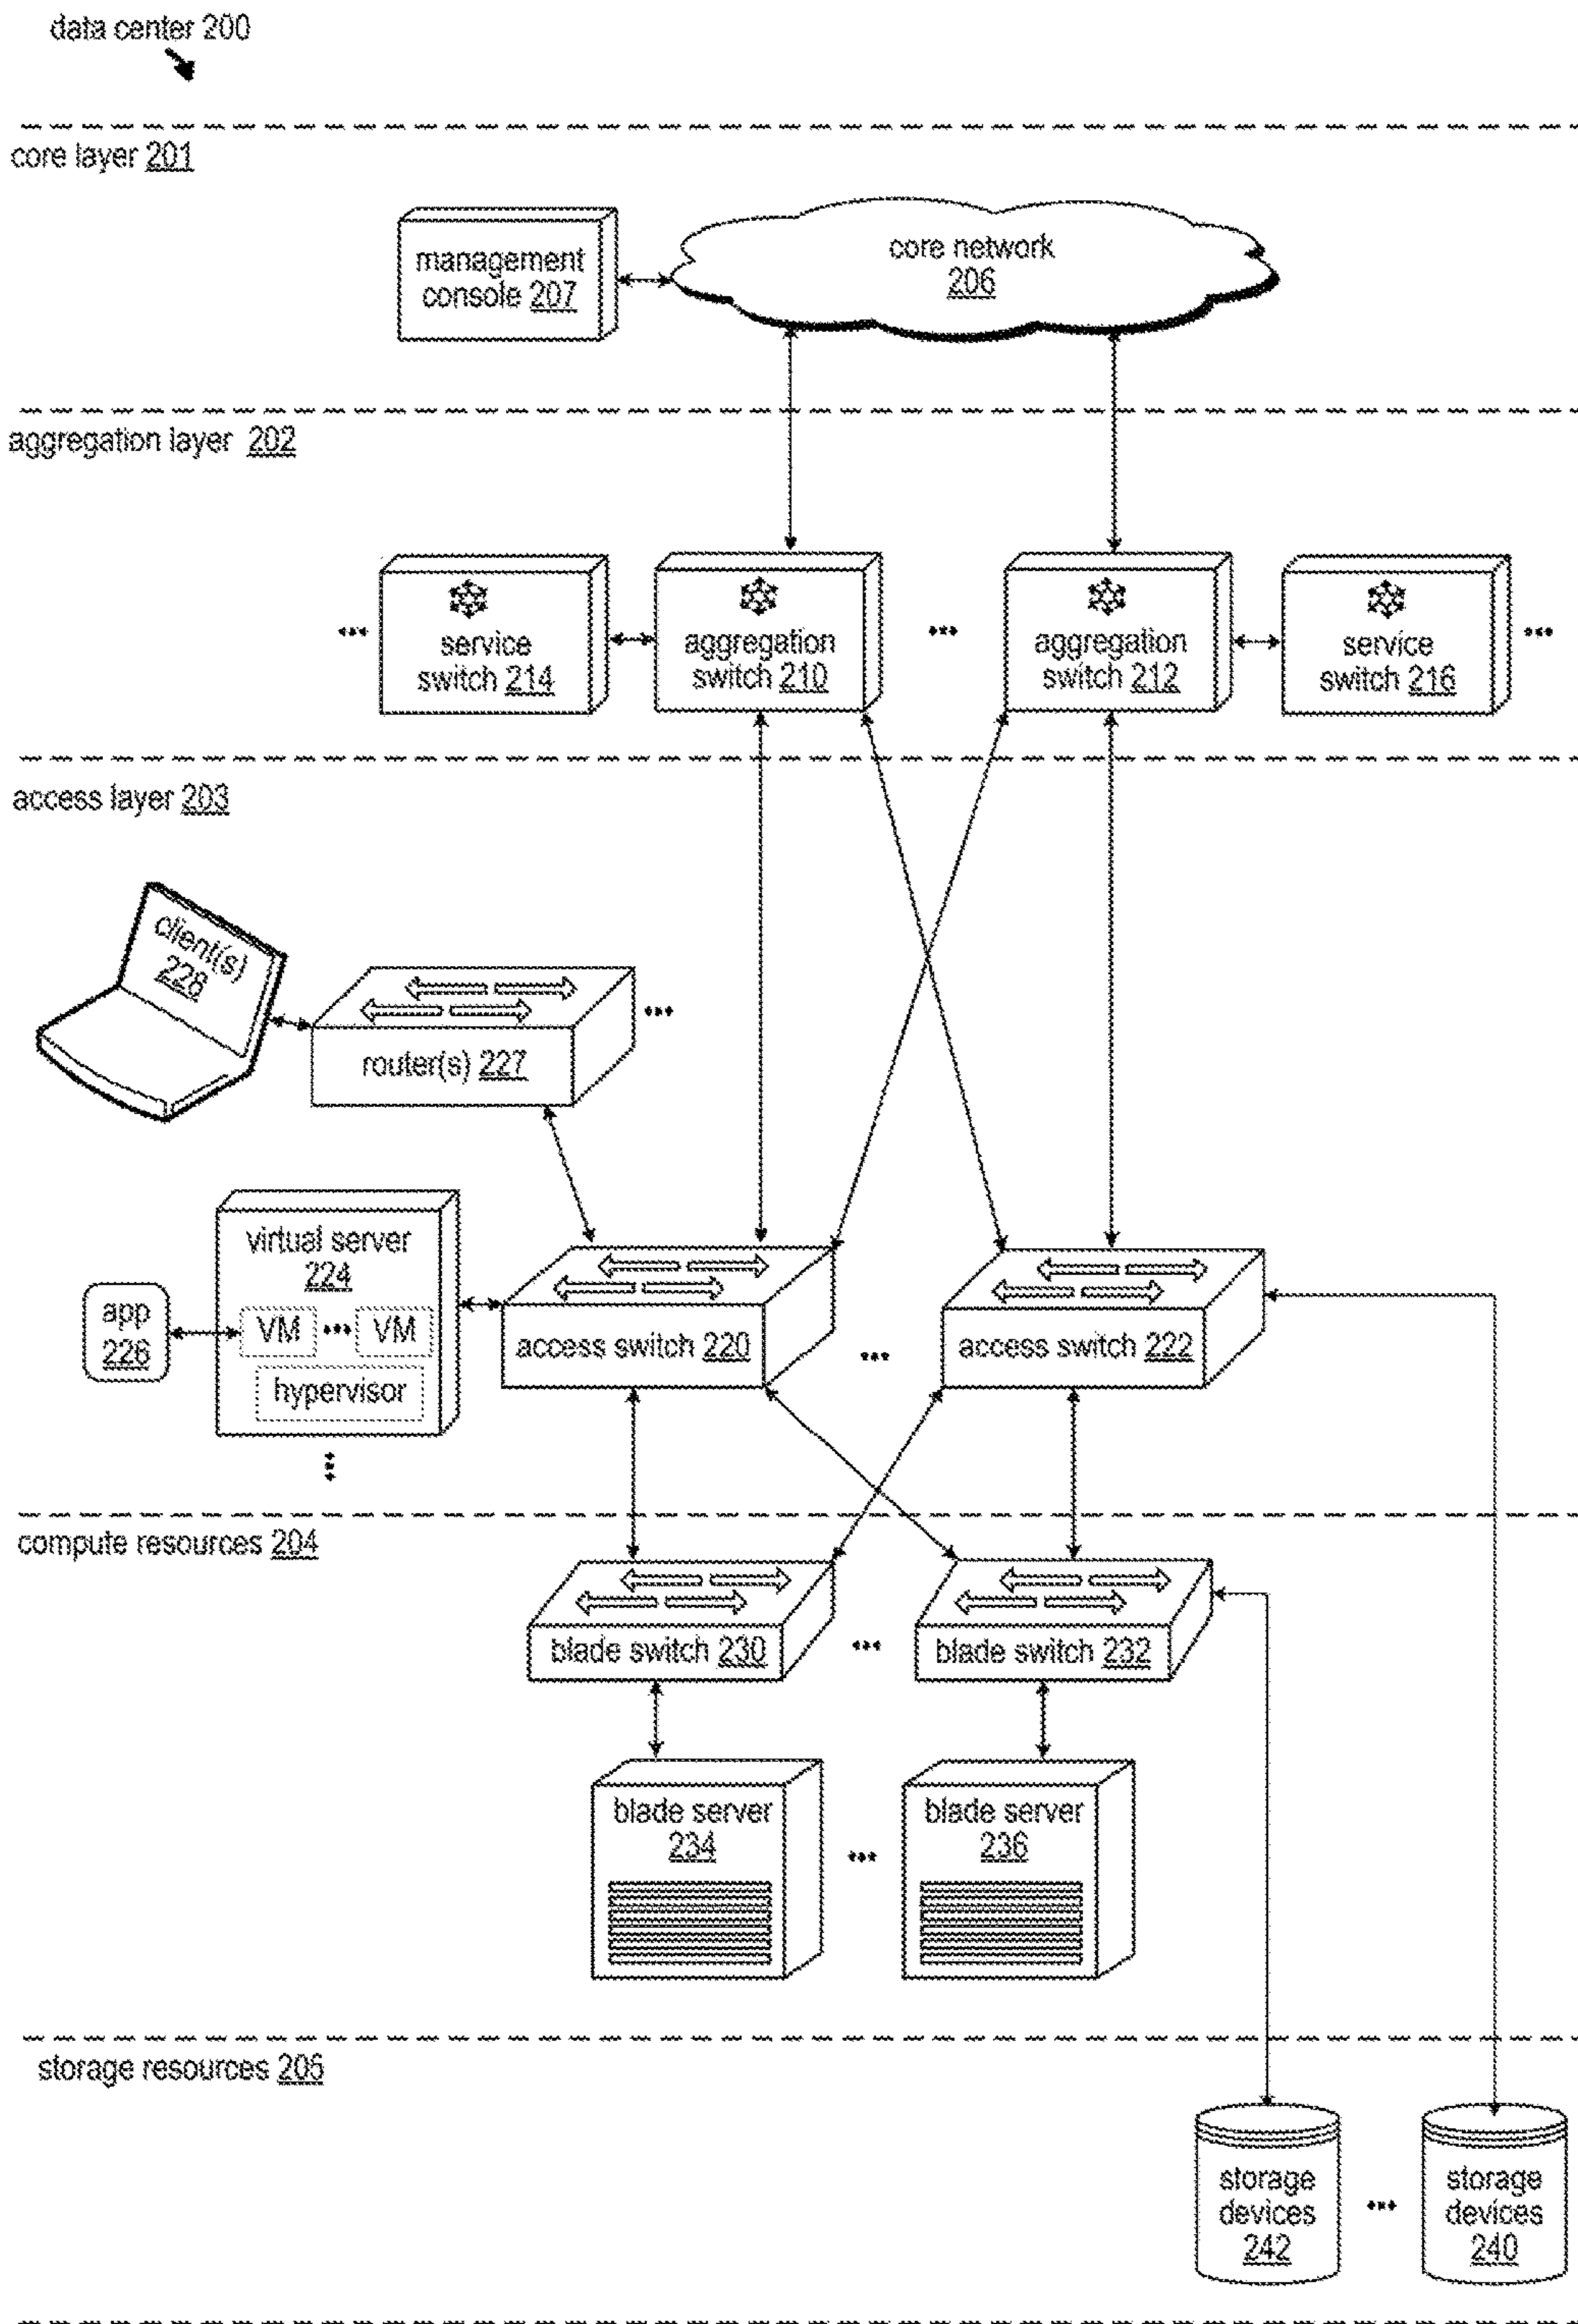 data center 200
core layer 201
management
console 207
core network
206
aggregation layer 202
service
switch 214
aggregation
switch 210
aggregation
switch 212
service
switch 216
access layer 203
client(s)
228
router(s) 227
virtual server
224
app
226
VM ... VM
hypervisor
access switch 220
access switch 222
compute resources 204
blade switch 230
blade switch 232
blade server
234
blade server
236
storage resources 205
storage
devices
242
storage
devices
240